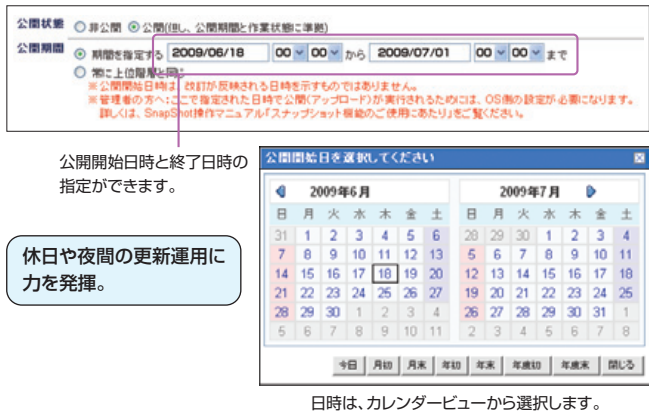 公開状態 非公開 公開(但し、公開期間と作業状態に準拠)
公開期間 期間を指定する 2009/06/18 00 00 から 2009/07/01 00 00 まで
常に上位階層と同じ
※公開開始日時は、改訂が反映される日時を示すものではありません。
※管理者の方へ:ここで指定された日時で公開(アップロード)が実行されるためには、OS側の設定が必要になります。
詳しくは、SnapShot操作マニュアル「スナップショット機能のご使用にあたり」をご覧ください。
公開開始日時と終了日時の
指定ができます。
休日や夜間の更新運用に
力を発揮。
公開開始日を選択してください
2009年6月 2009年7月
日 月 火 水 木 金 土 日 月 火 水 木 金 土
31 1 2 3 4 5 6 28 29 30 1 2 3 4
7 8 9 10 11 12 13 5 6 7 8 9 10 11
14 15 16 17 18 19 20 12 13 14 15 16 17 18
21 22 23 24 25 26 27 19 20 21 22 23 24 25
28 29 30 1 2 3 4 26 27 28 29 30 31 1
5 6 7 8 9 10 11 2 3 4 5 6 7 8
今日 月初 月末 年初 年末 年度初 年度末 閉じる
日時は、カレンダービューから選択します。